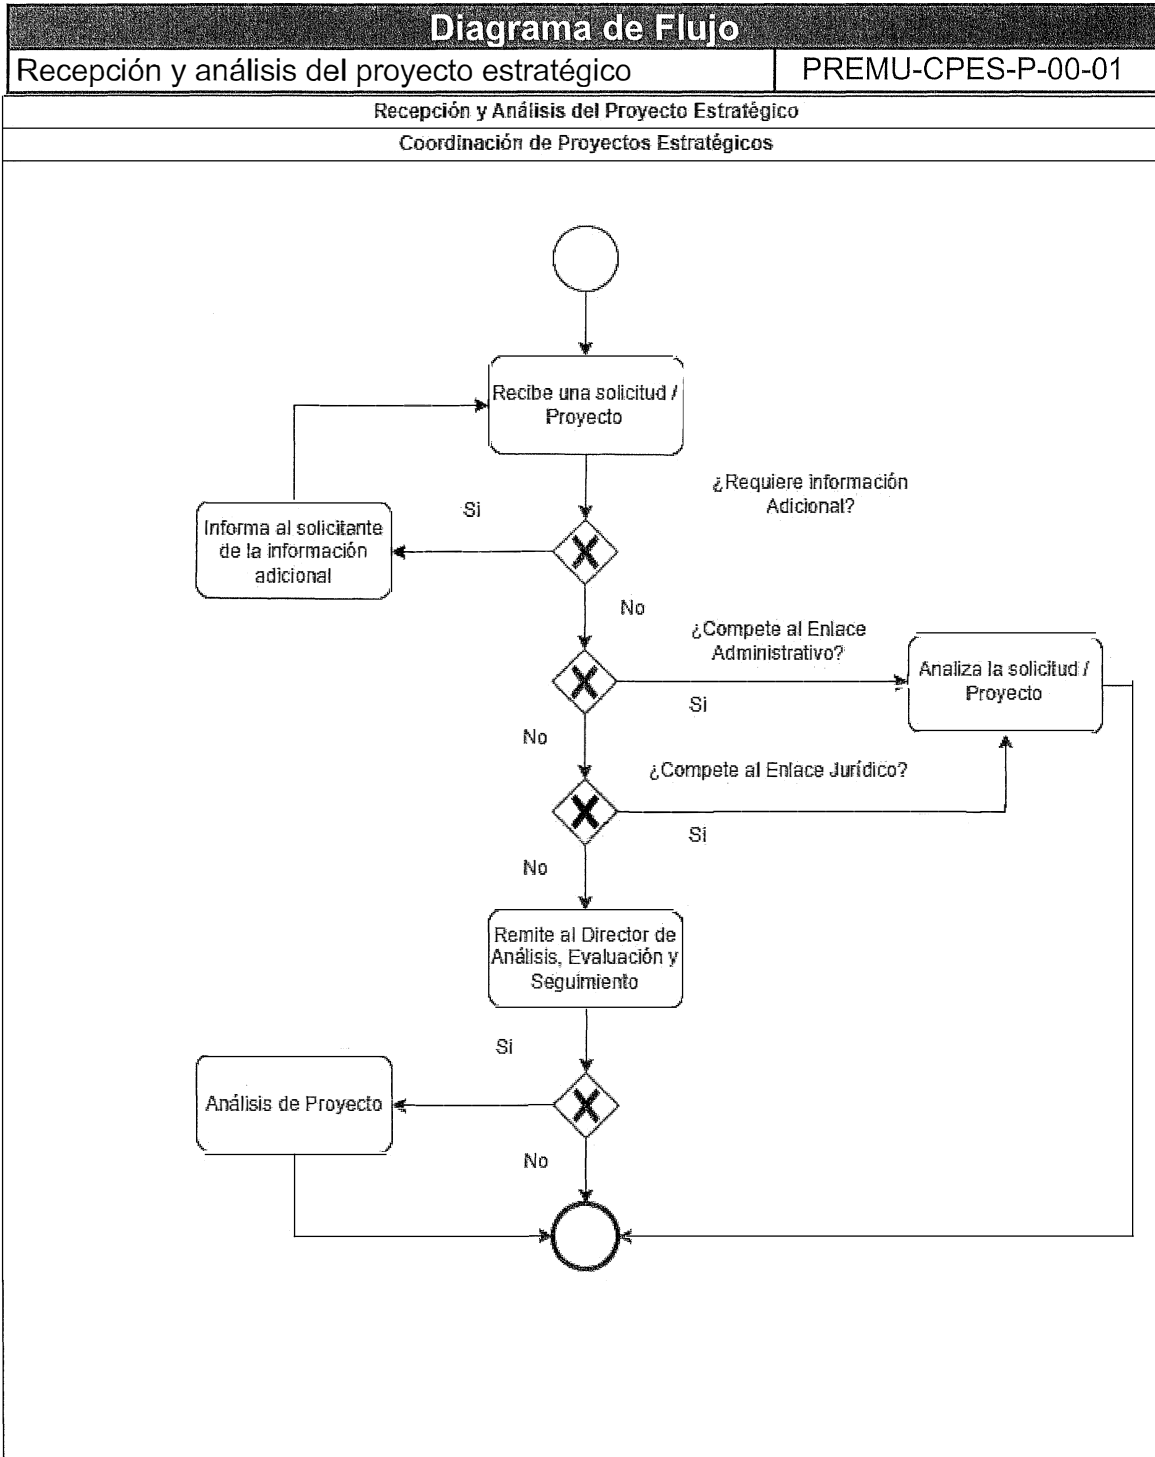 Diagrama de Flujo
Recepción y análisis del proyecto estratégico
PREMU-CPES-P-00-01
Recepción y Análisis del Proyecto Estratégico
Coordinación de Proyectos Estratégicos
Recibe una solicitud /
Proyecto
¿Requiere información
Adicional?
Si
Informa al solicitante
de la información
adicional
No
¿Compete al Enlace
Administrativo?
Analiza la solicitud /
Proyecto
Si
No
¿Compete al Enlace Jurídico?
Si
No
Remite al Director de
Análisis, Evaluación y
Seguimiento
Si
Análisis de Proyecto
No